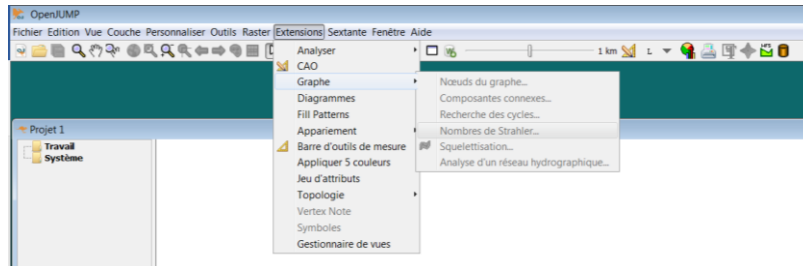 OpenJUMP
Fichier Edition Vue Couche Personnaliser Outils Raster Extensions Sextante Fenêtre Aide
1 km
L
Analyser
CAO
Graphe
Diagrammes
Fill Patterns
Appariement
Barre d'outils de mesure
Appliquer 5 couleurs
Jeu d'attributs
Topologie
Vertex Note
Symboles
Gestionnaire de vues
Nœuds du graphe...
Composantes connexes...
Recherche des cycles...
Nombres de Strahler...
Squelettisation...
Analyse d'un réseau hydrographique...
Projet 1
Travail
Système